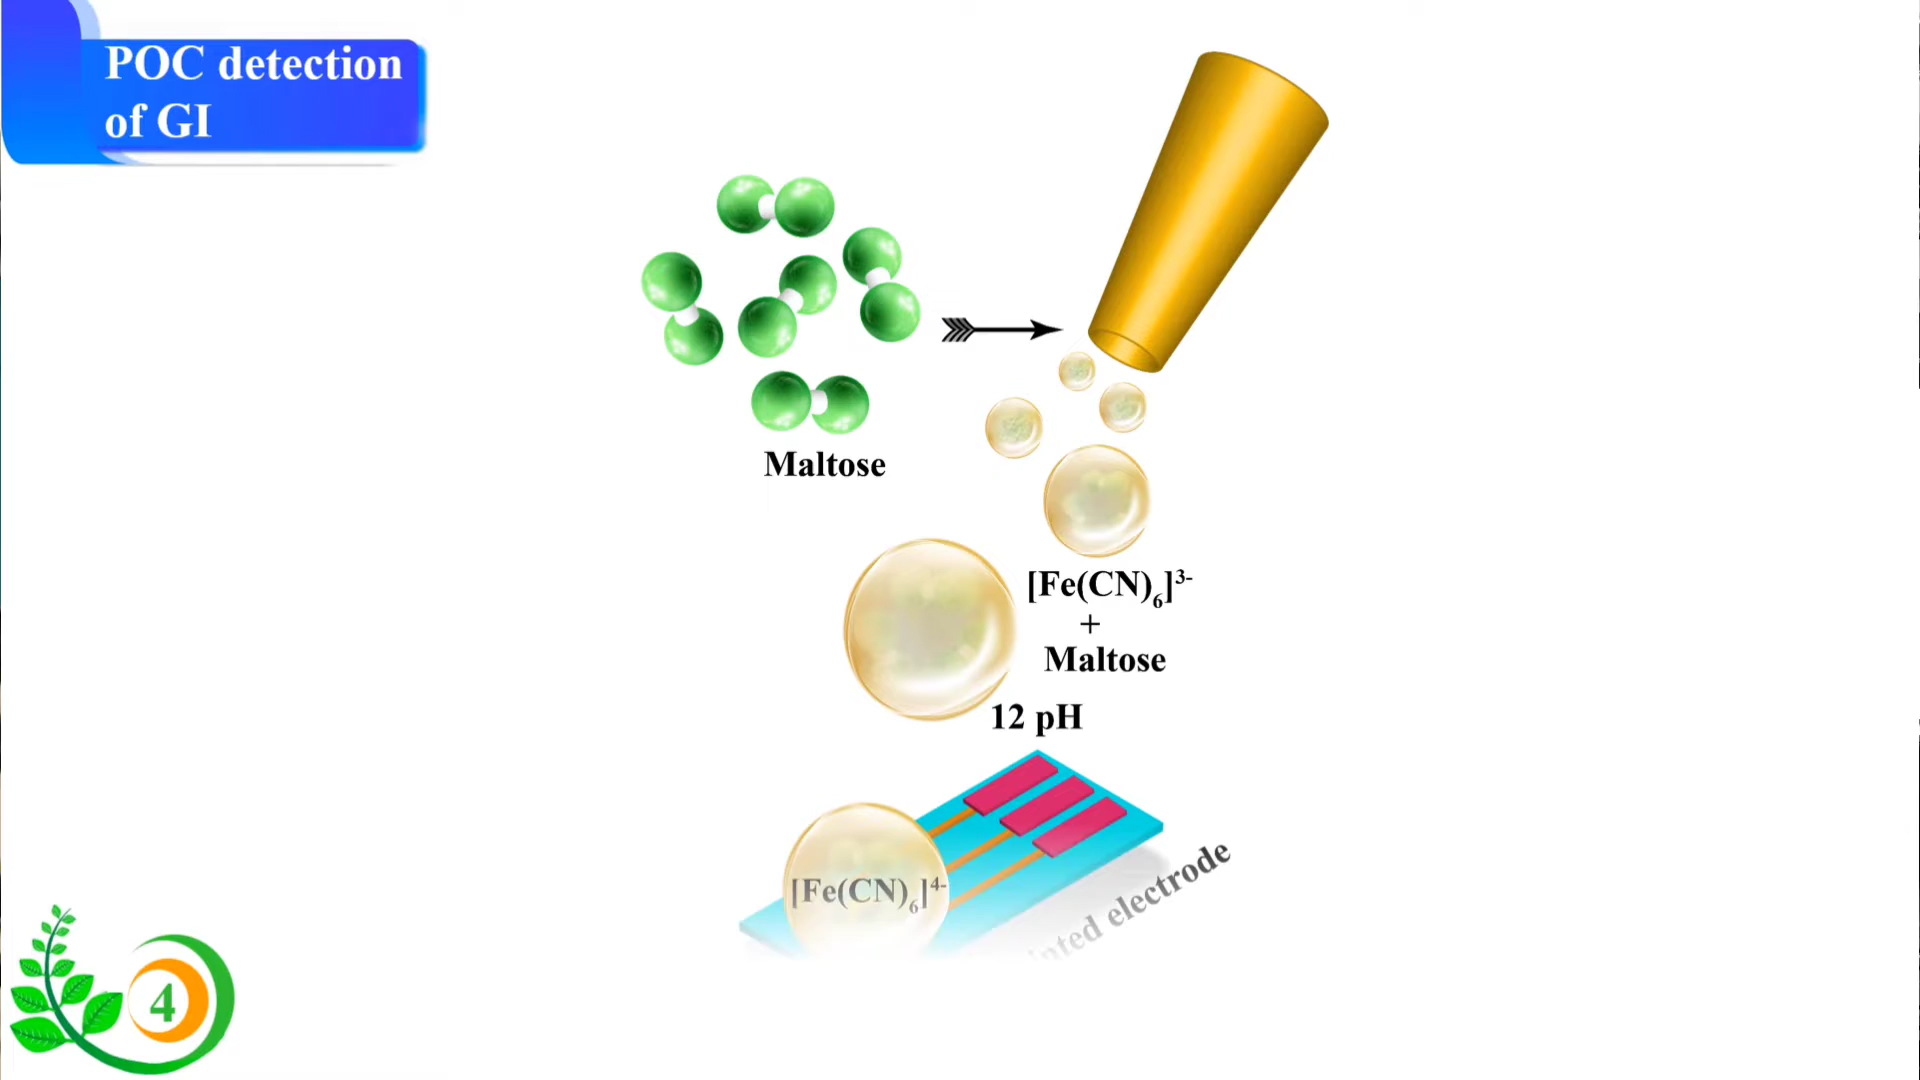 POC detection
of GI
Maltose
[Fe(CN)₆]³⁻
+
Maltose
12 pH
[Fe(CN)₆]⁴⁻
electrode
4